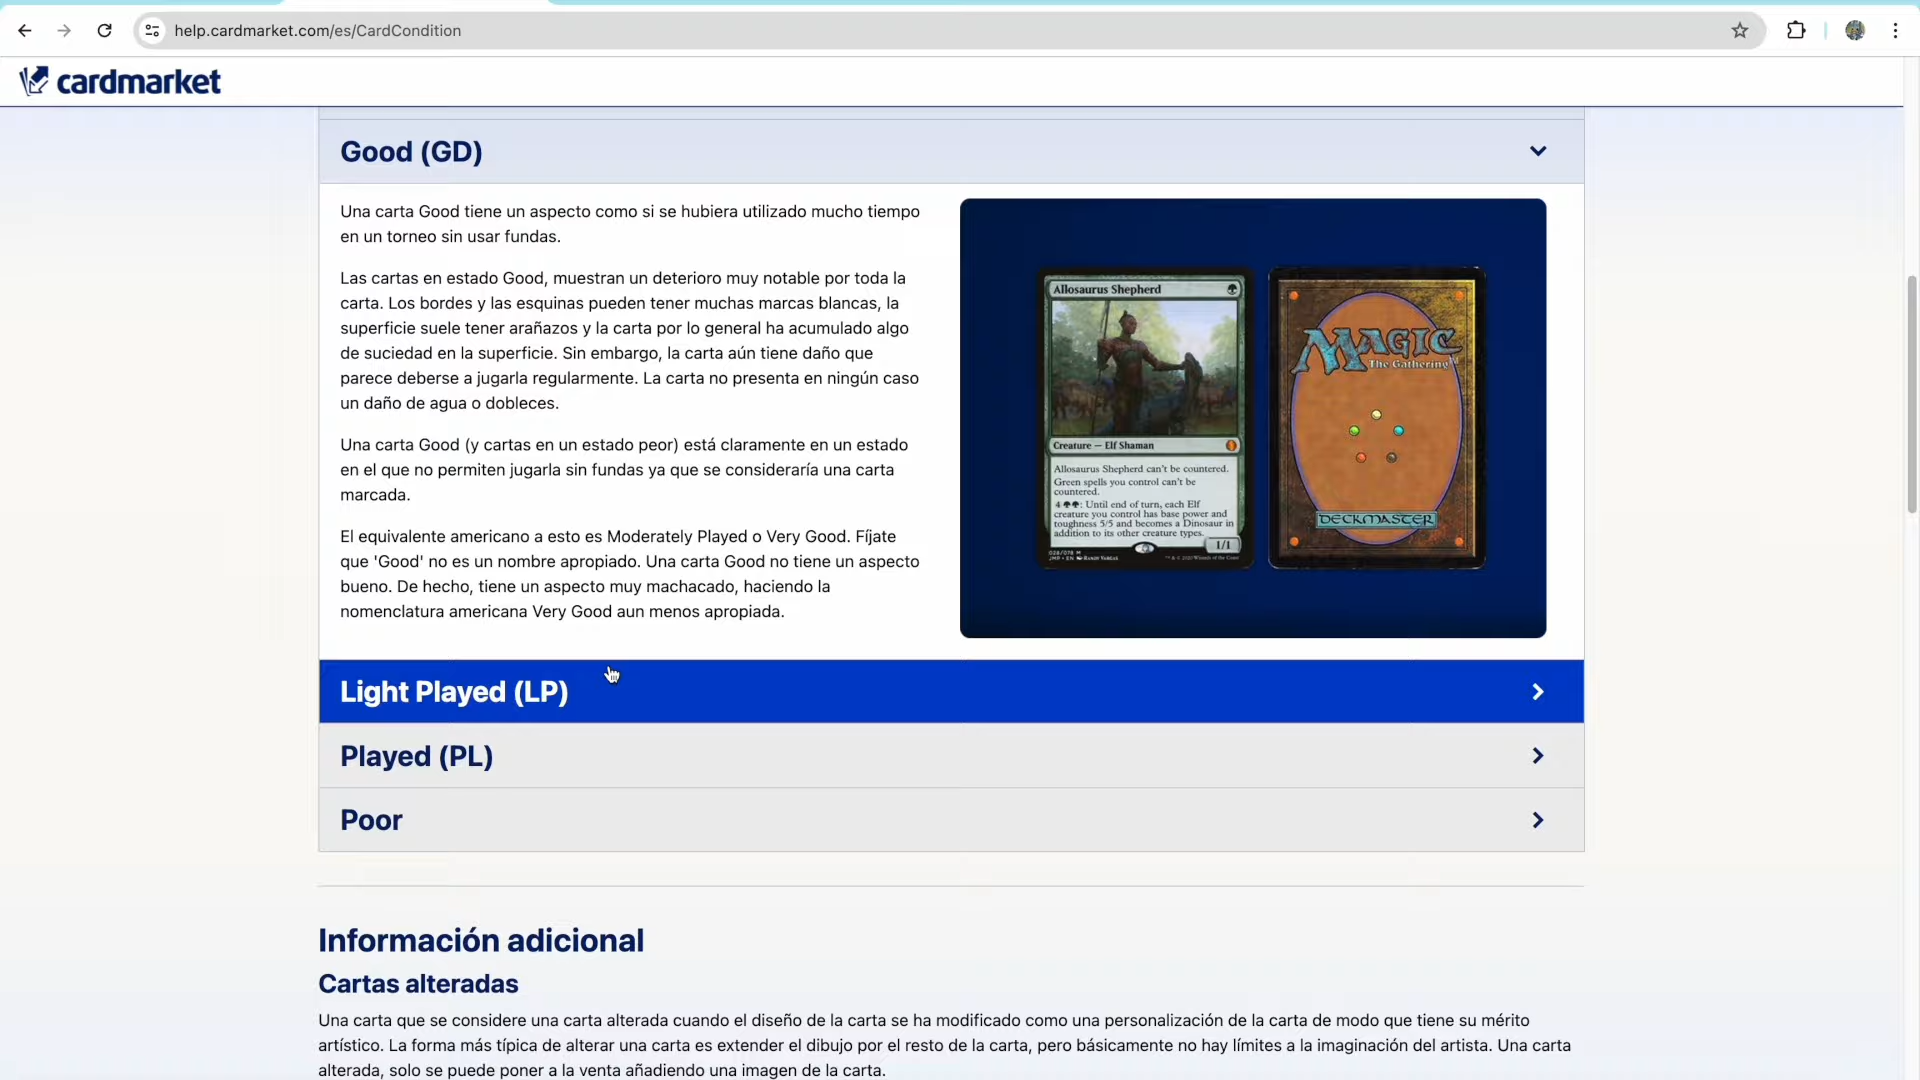 help.cardmarket.com/es/CardCondition
cardmarket
Good (GD)
Una carta Good tiene un aspecto como si se hubiera utilizado mucho tiempo
en un torneo sin usar fundas.
Las cartas en estado Good, muestran un deterioro muy notable por toda la
carta. Los bordes y las esquinas pueden tener muchas marcas blancas, la
superficie suele tener arañazos y la carta por lo general ha acumulado algo
de suciedad en la superficie. Sin embargo, la carta aún tiene daño que
parece deberse a jugarla regularmente. La carta no presenta en ningún caso
un daño de agua o dobleces.
Una carta Good (y cartas en un estado peor) está claramente en un estado
en el que no permiten jugarla sin fundas ya que se consideraría una carta
marcada.
El equivalente americano a esto es Moderately Played o Very Good. Fíjate
que 'Good' no es un nombre apropiado. Una carta Good no tiene un aspecto
bueno. De hecho, tiene un aspecto muy machacado, haciendo la
nomenclatura americana Very Good aun menos apropiada.
Allosaurus Shepherd
Creature — Elf Shaman
Allosaurus Shepherd can't be countered.
Green spells you control can't be
countered.
4 : Until end of turn, each Elf
creature you control has base power and
toughness 5/5 and becomes a Dinosaur in
addition to its other creature types.
1/1
028/078 M
JMP • EN Randy Vargas
MAGIC
The Gathering
DECKMASTER
Light Played (LP)
Played (PL)
Poor
Información adicional
Cartas alteradas
Una carta que se considere una carta alterada cuando el diseño de la carta se ha modificado como una personalización de la carta de modo que tiene su mérito
artístico. La forma más típica de alterar una carta es extender el dibujo por el resto de la carta, pero básicamente no hay límites a la imaginación del artista. Una carta
alterada, solo se puede poner a la venta añadiendo una imagen de la carta.